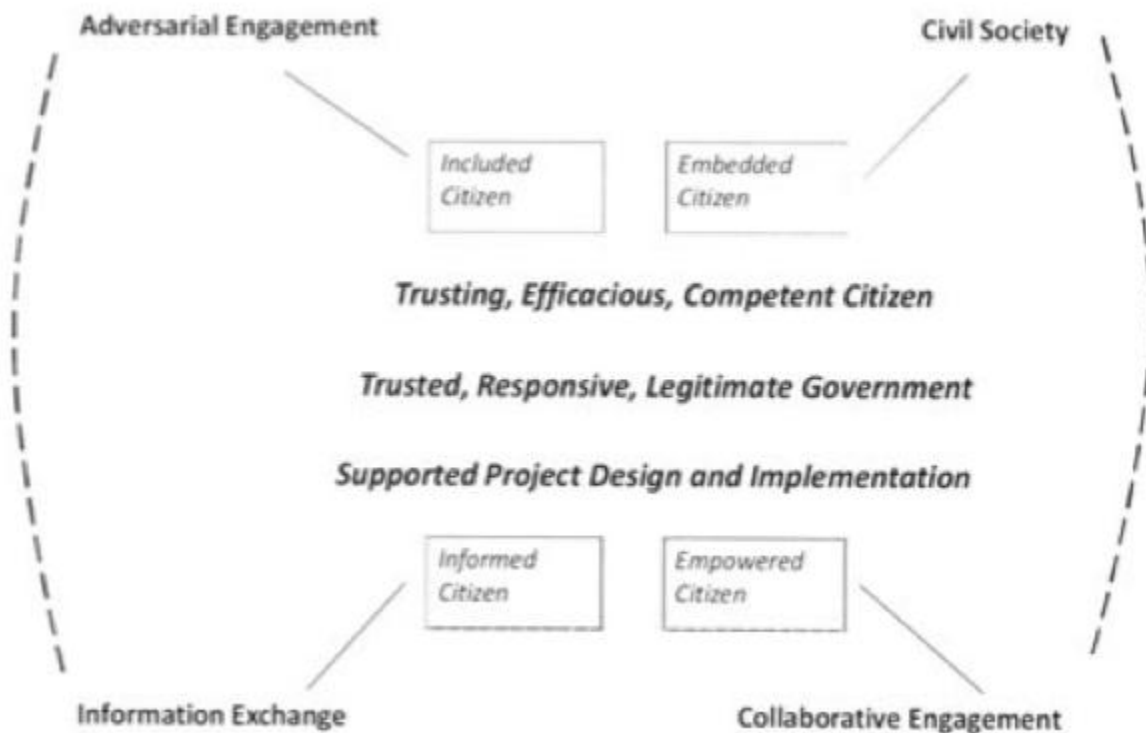 Adversarial Engagement
Civil Society
Included
Citizen
Embedded
Citizen
Trusting, Efficacious, Competent Citizen
Trusted, Responsive, Legitimate Government
Supported Project Design and Implementation
Informed
Citizen
Empowered
Citizen
Information Exchange
Collaborative Engagement